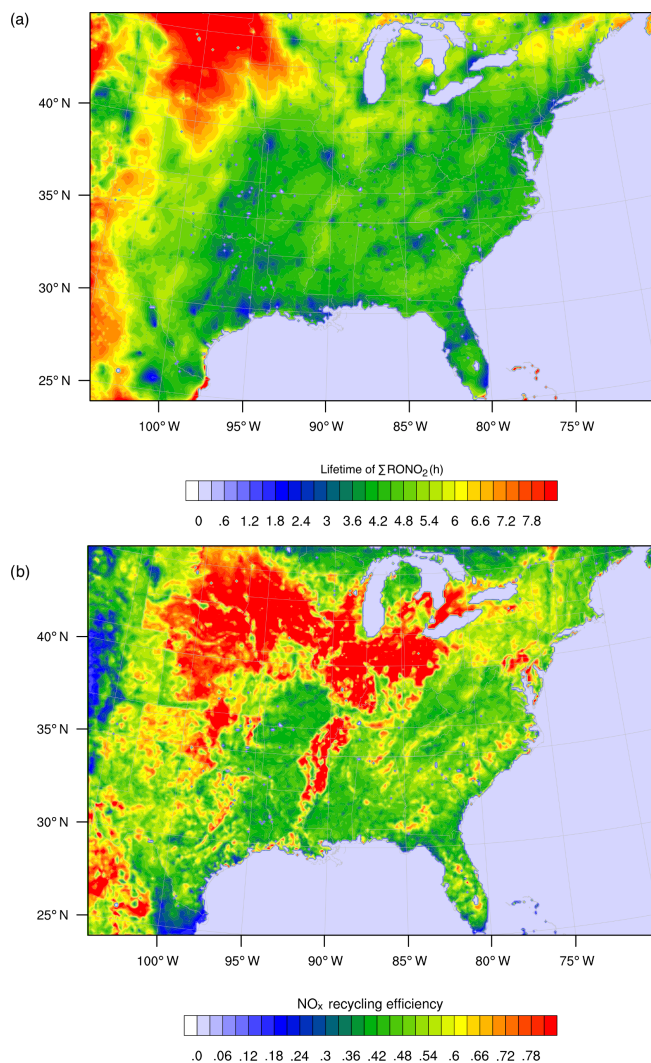 (a)
40° N
35° N
30° N
25° N
100° W 95° W 90° W 85° W 80° W 75° W
Lifetime of ∑RONO₂(h)
0 .6 1.2 1.8 2.4 3 3.6 4.2 4.8 5.4 6 6.66 7.2 7.8
(b)
40° N
35° N
30° N
25° N
100° W 95° W 90° W 85° W 80° W 75° W
NOₓ recycling efficiency
.0 .06 .12 .18 .24 .3 .36 .42 .48 .54 .6 .66 .72 .78